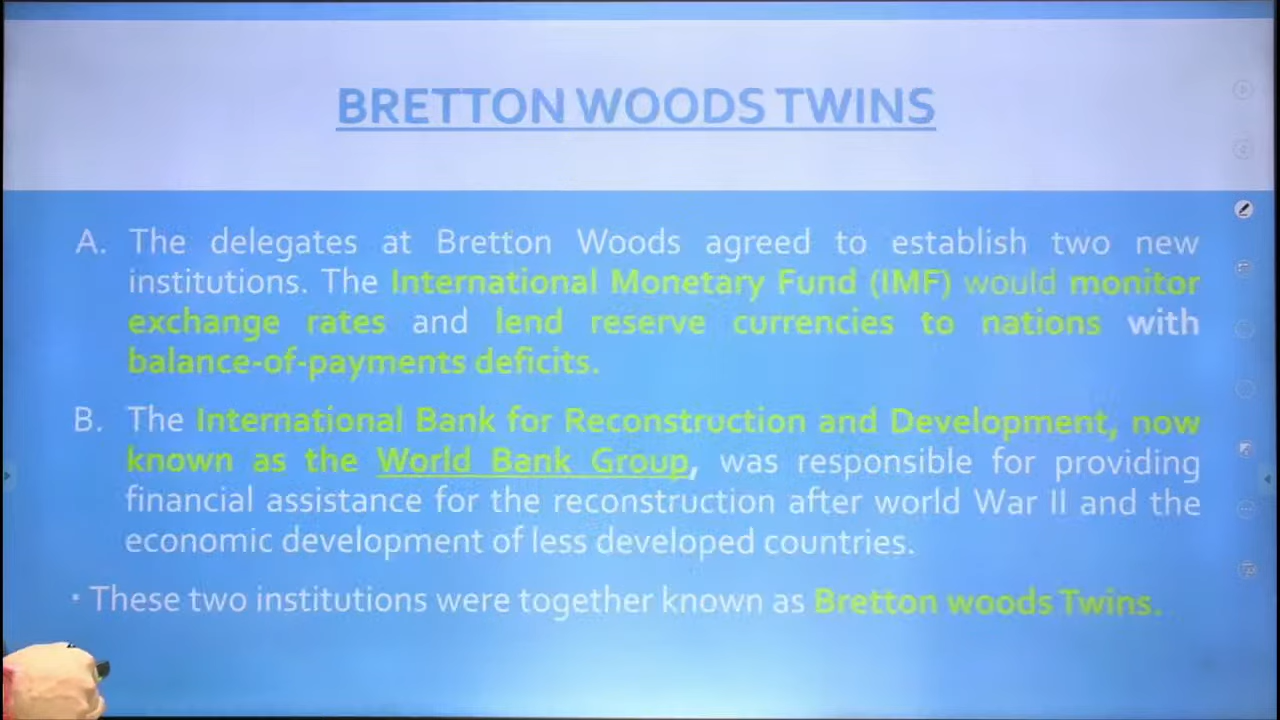 BRETTON WOODS TWINS
A. The delegates at Bretton Woods agreed to establish two new
institutions. The International Monetary Fund (IMF) would monitor
exchange rates and lend reserve currencies to nations with
balance-of-payments deficits.
B. The International Bank for Reconstruction and Development, now
known as the World Bank Group, was responsible for providing
financial assistance for the reconstruction after world War II and the
economic development of less developed countries.
· These two institutions were together known as Bretton woods Twins.